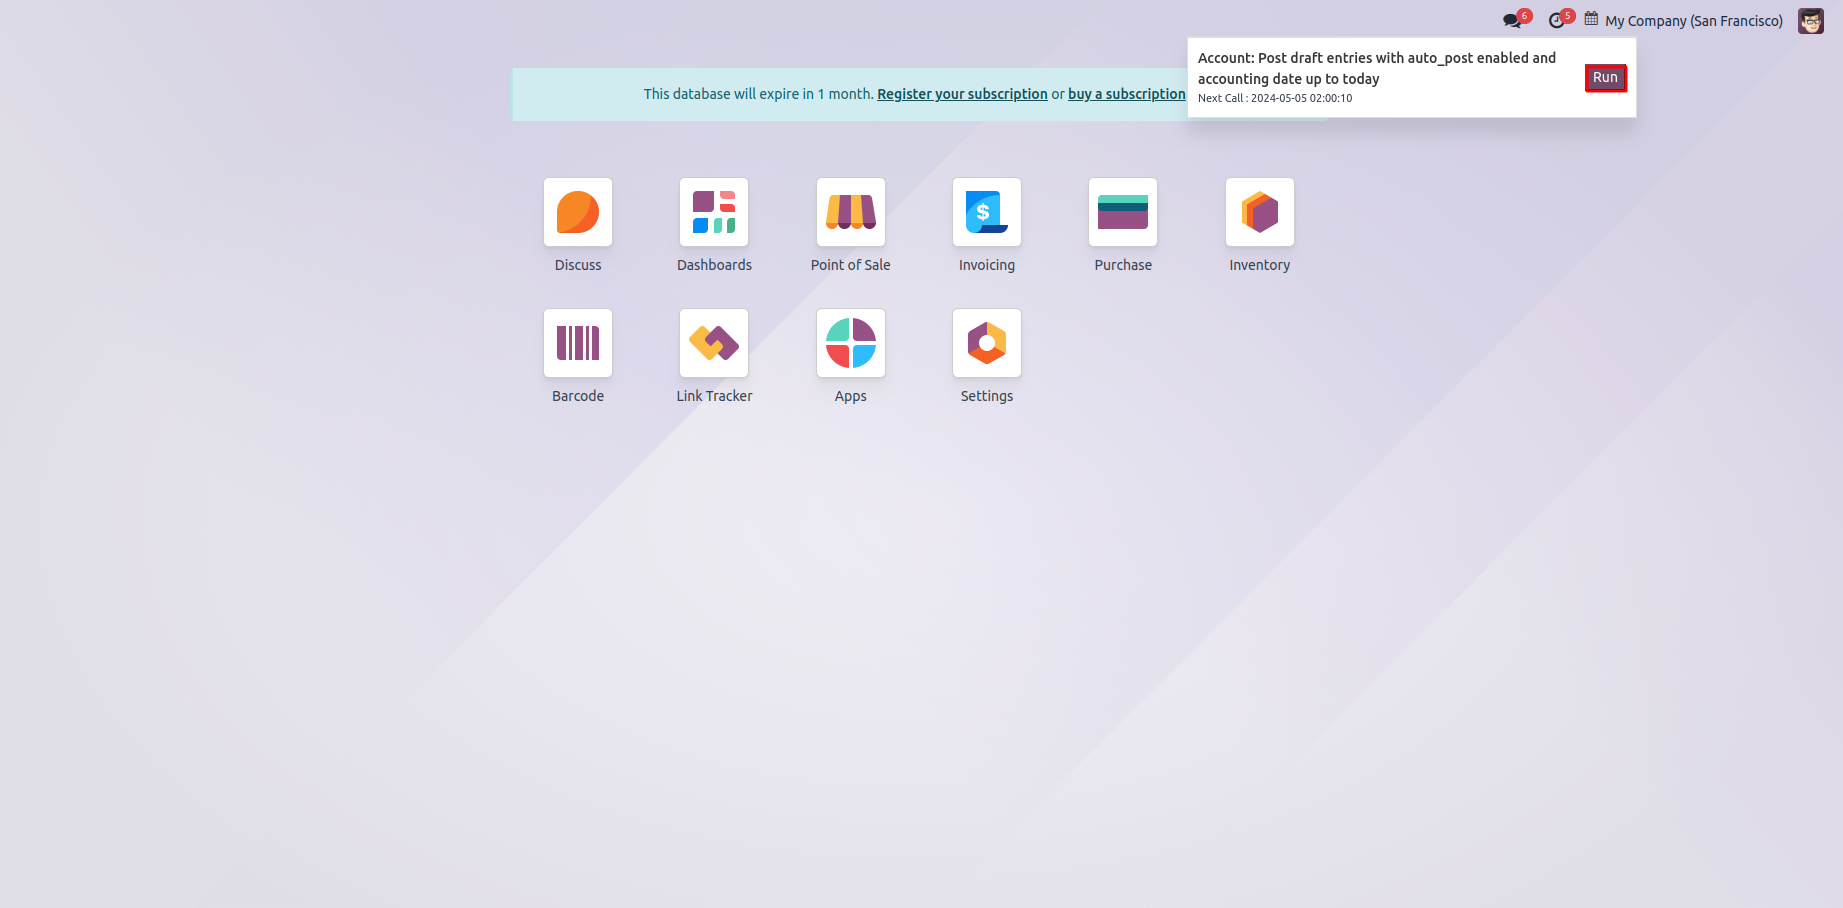 6
5
My Company (San Francisco)
Account: Post draft entries with auto_post enabled and
accounting date up to today
Next Call : 2024-05-05 02:00:10
Run
This database will expire in 1 month. Register your subscription or buy a subscription
Discuss
Dashboards
Point of Sale
$
Invoicing
Purchase
Inventory
Barcode
Link Tracker
Apps
Settings